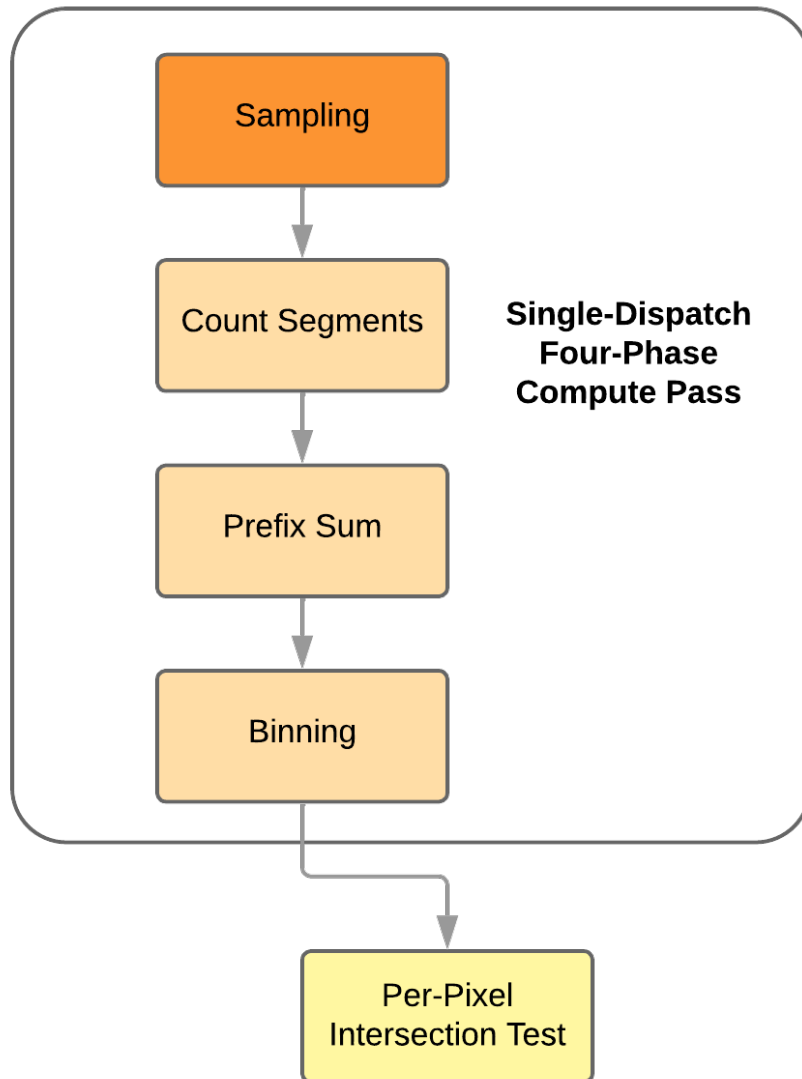 Sampling
Count Segments
Single-Dispatch
Four-Phase
Compute Pass
Prefix Sum
Binning
Per-Pixel
Intersection Test